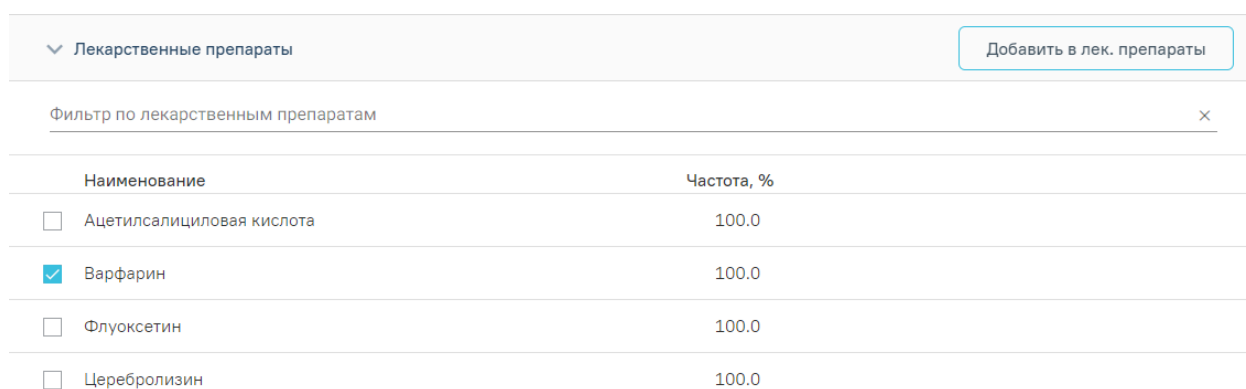 Лекарственные препараты Добавить в лек. препараты
Фильтр по лекарственным препаратам
Наименование Частота, %
Ацетилсалициловая кислота 100.0
Варфарин 100.0
Флуоксетин 100.0
Церебролизин 100.0